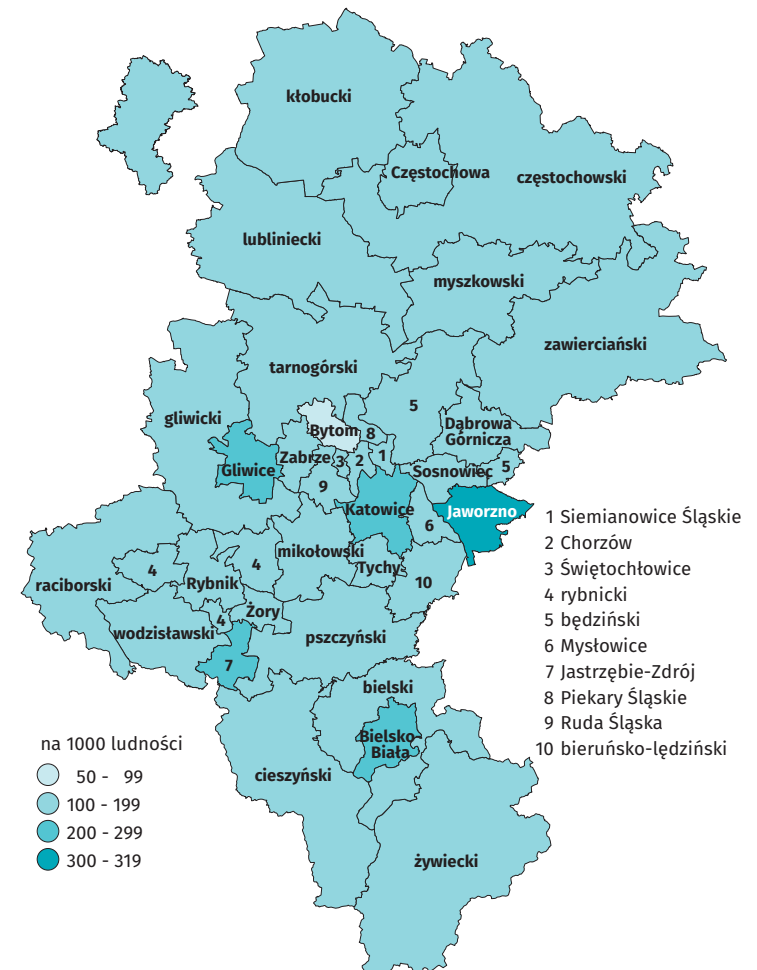 kłobucki
Częstochowa
częstochowski
lubliniecki
myszkowski
zawierciański
tarnogórski
5
gliwicki
Bytom
8
Dąbrowa
Górnicza
Zabrze
3
2
1
Gliwice
Sosnowiec
5
9
Katowice
Jaworzno
6
mikołowski
4
4
Rybnik
Tychy
10
raciborski
Żory
4
wodzisławski
pszczyński
7
bielski
Bielsko-
Biała
cieszyński
żywiecki
1 Siemianowice Śląskie
2 Chorzów
3 Świętochłowice
4 rybnicki
5 będziński
6 Mysłowice
7 Jastrzębie-Zdrój
8 Piekary Śląskie
9 Ruda Śląska
10 bieruńsko-lędziński
na 1000 ludności
50 - 99
100 - 199
200 - 299
300 - 319